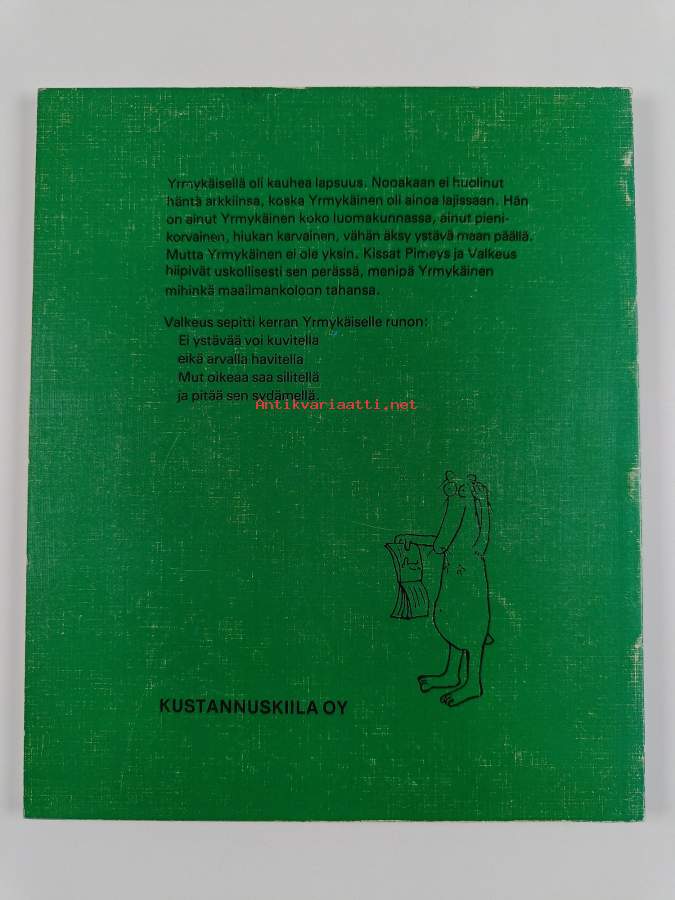 Yrmykäisellä oli kauhea lapsuus. Nooakaan ei huolinut
häntä arkkiinsa, koska Yrmykäinen oli ainoa lajissaan. Hän
on ainut Yrmykäinen koko luomakunnassa, ainut pieni-
korvainen, hiukan karvainen, vähän äksy ystävä maan päällä.
Mutta Yrmykäinen ei ole yksin. Kissat Pimeys ja Valkeus
hiipivät uskollisesti sen perässä, menipä Yrmykäinen
mihinkä maailmankoloon tahansa.
Valkeus sepitti kerran Yrmykäiselle runon:
Ei ystävää voi kuvitella
eikä arvalla havitella
Mut oikeaa saa silitellä
ja pitää sen sydämellä.
Antikvariaatti.net
KUSTANNUSKIILA OY